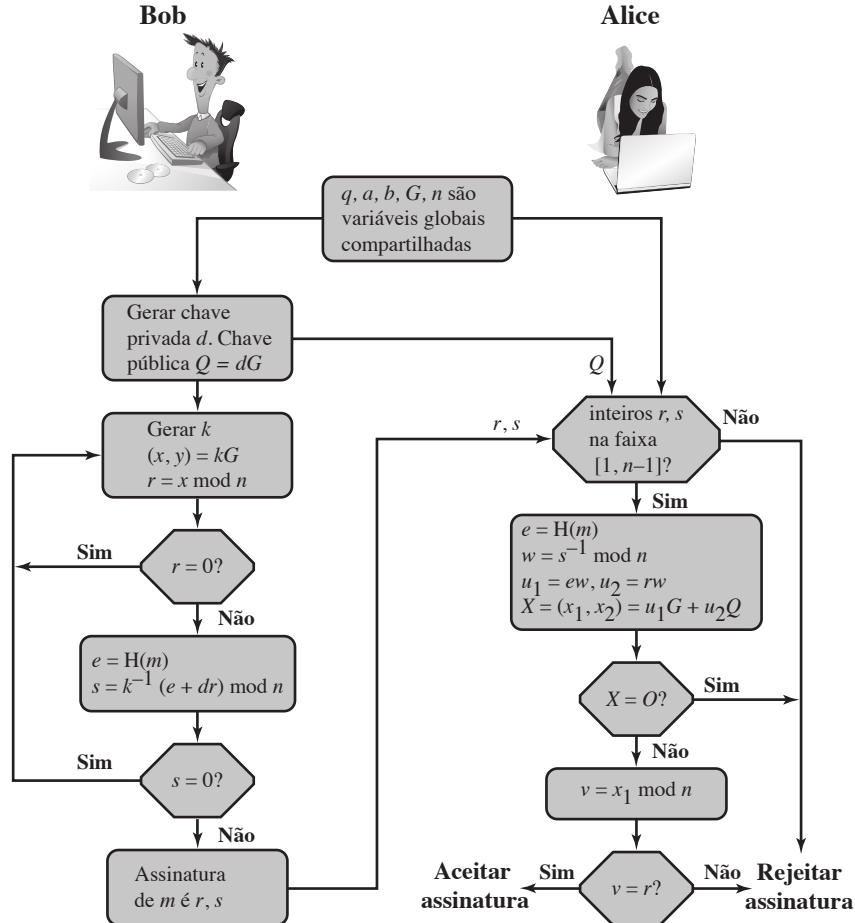 Bob
Alice
q, a, b, G, n são
variáveis globais
compartilhadas
Gerar chave
privada d. Chave
pública Q = dG
Q
Gerar k
(x, y) = kG
r = x mod n
r, s
inteiros r, s
na faixa
[1, n–1]?
Não
Sim
Sim
r = 0?
Não
e = H(m)
w = s⁻¹ mod n
u₁ = ew, u₂ = rw
X = (x₁, x₂) = u₁G + u₂Q
e = H(m)
s = k⁻¹ (e + dr) mod n
X = O?
Sim
Não
Sim
s = 0?
Não
v = x₁ mod n
Assinatura
de m é r, s
Aceitar
assinatura
Sim
v = r?
Não
Rejeitar
assinatura